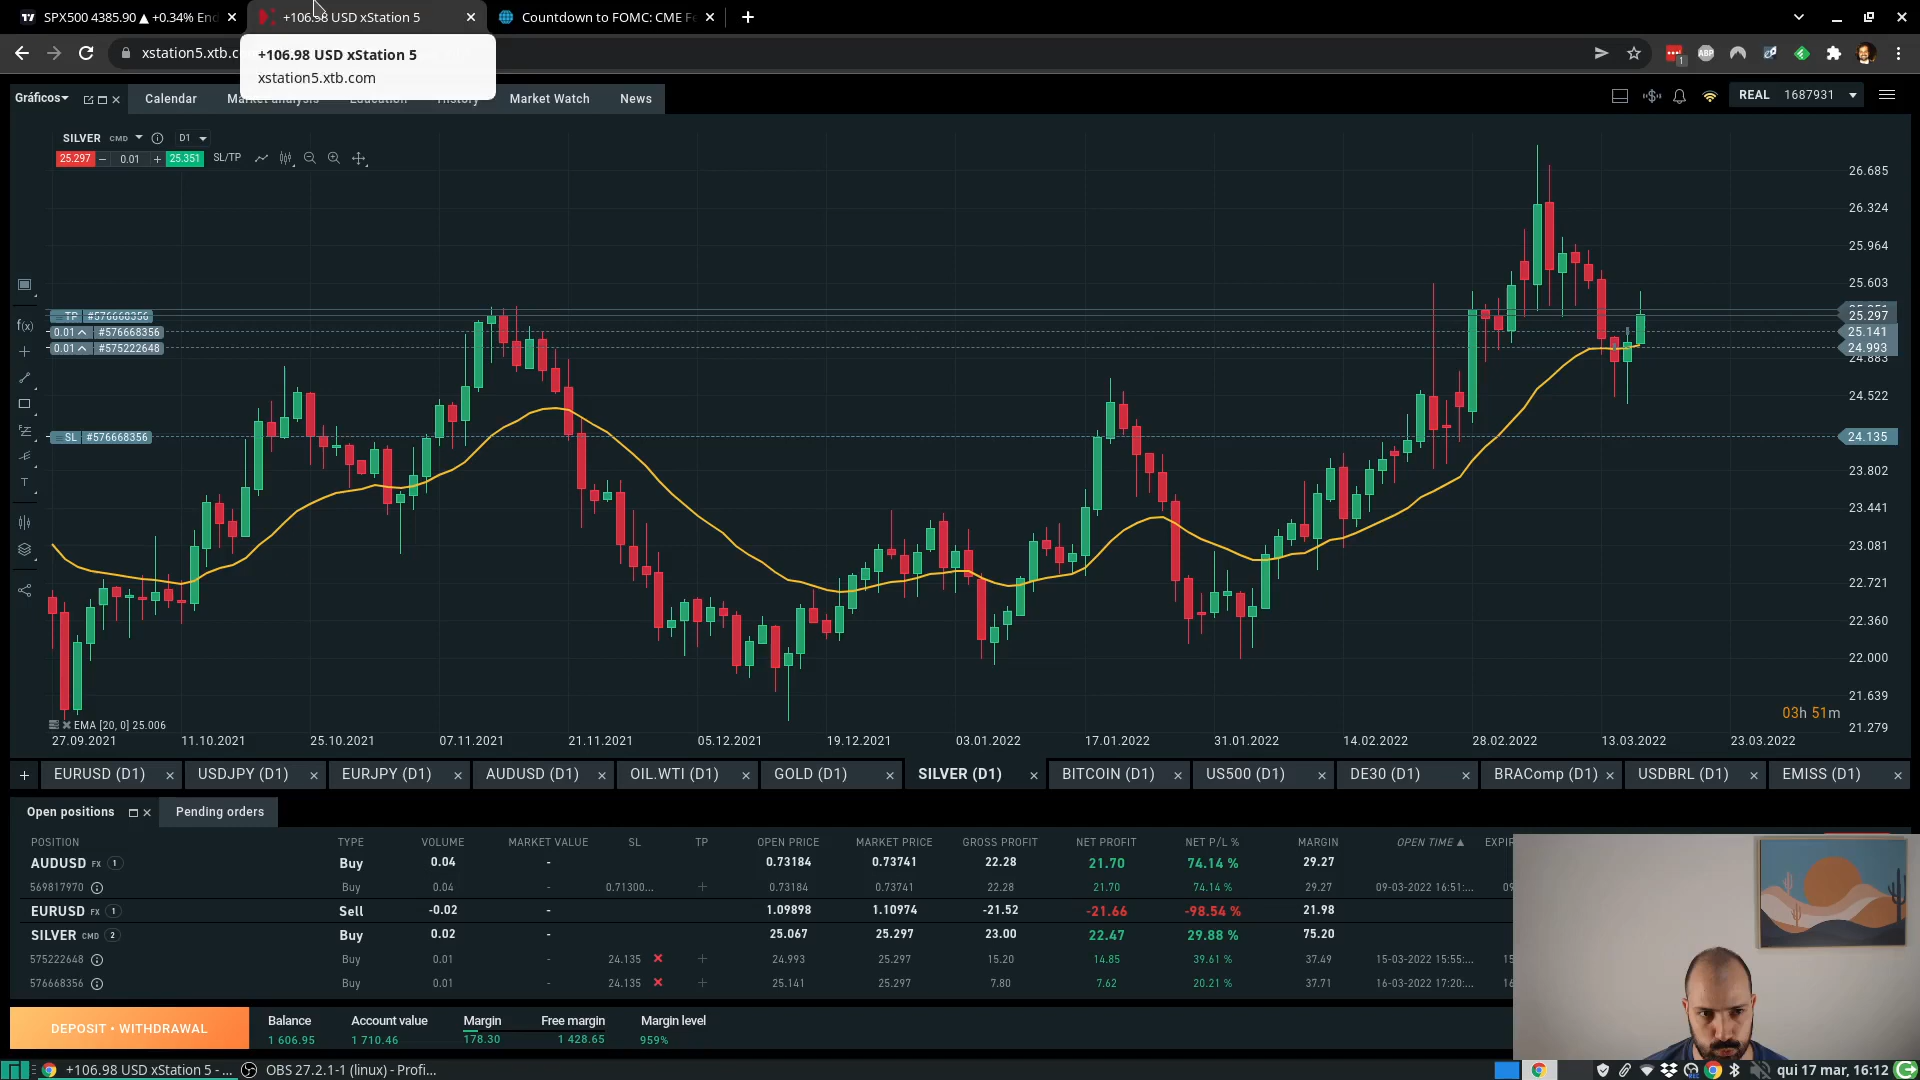 SPX500 4385.90 ▲ +0.34% End
+106.98 USD xStation 5
Countdown to FOMC: CME Fe
xstation5.xtb.c
+106.98 USD xStation 5
xstation5.xtb.com
Gráficos
Calendar
Market analysis
Education
History
Market Watch
News
REAL 1687931
SILVER CMD D1
25.297 − 0.01 + 25.351 SL/TP
26.685
26.324
25.964
25.603
TP #576668356
25.297
0.01 #576668356
25.141
0.01 #575222648
24.993
24.883
24.522
SL #576668356
24.135
23.802
23.441
23.081
22.721
22.360
22.000
21.639
03h 51m
EMA [20, 0] 25.006
21.279
27.09.2021 11.10.2021 25.10.2021 07.11.2021 21.11.2021 05.12.2021 19.12.2021 03.01.2022 17.01.2022 31.01.2022 14.02.2022 28.02.2022 13.03.2022 23.03.2022
EURUSD (D1) USDJPY (D1) EURJPY (D1) AUDUSD (D1) OIL.WTI (D1) GOLD (D1) SILVER (D1) BITCOIN (D1) US500 (D1) DE30 (D1) BRAComp (D1) USDBRL (D1) EMISS (D1)
Open positions Pending orders
POSITION TYPE VOLUME MARKET VALUE SL TP OPEN PRICE MARKET PRICE GROSS PROFIT NET PROFIT NET P/L % MARGIN OPEN TIME ▲ EXPIR
AUDUSD FX 1 Buy 0.04 - 0.73184 0.73741 22.28 21.70 74.14 % 29.27
569817970 Buy 0.04 - 0.71300... 0.73184 0.73741 22.28 21.70 74.14 % 29.27 09-03-2022 16:51:... 09
EURUSD FX 1 Sell -0.02 - 1.09898 1.10974 -21.52 -21.66 -98.54 % 21.98
SILVER CMD 2 Buy 0.02 - 25.067 25.297 23.00 22.47 29.88 % 75.20
575222648 Buy 0.01 - 24.135 24.993 25.297 15.20 14.85 39.61 % 37.49 15-03-2022 15:55:... 15
576668356 Buy 0.01 - 24.135 25.141 25.297 7.80 7.62 20.21 % 37.71 16-03-2022 17:20:... 16
DEPOSIT • WITHDRAWAL
Balance Account value Margin Free margin Margin level
1 606.95 1 710.46 178.30 1 428.65 959%
+106.98 USD xStation 5 - ...
OBS 27.2.1-1 (linux) - Profi...
qui 17 mar, 16:12